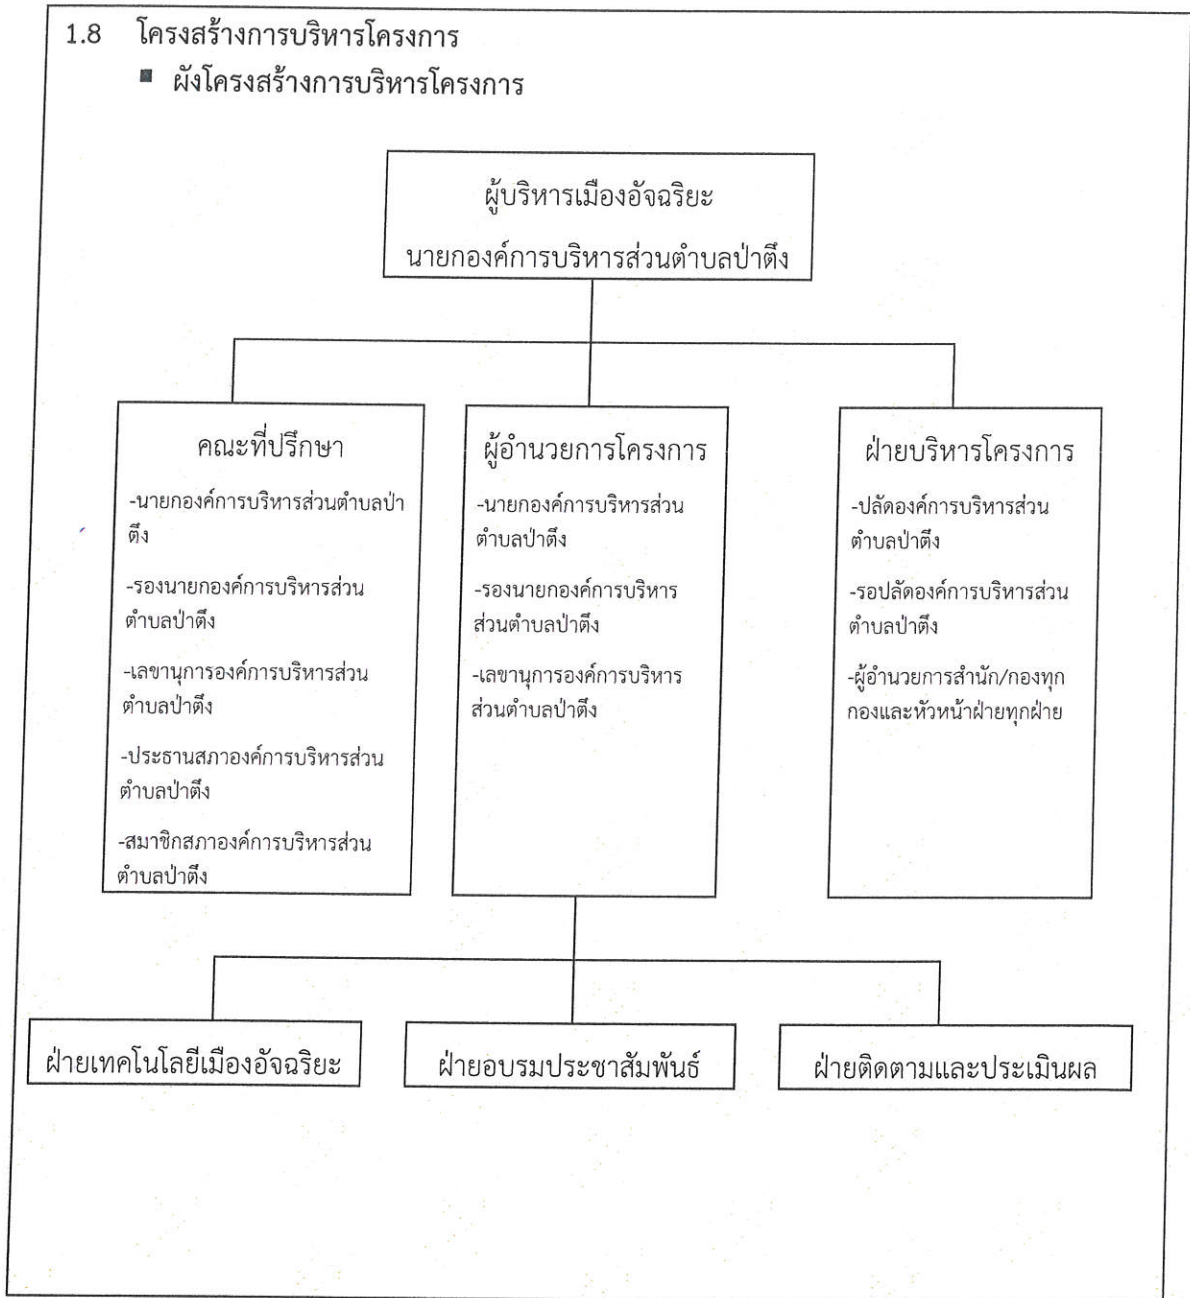 1.8 โครงสร้างการบริหารโครงการ
▪ ผังโครงสร้างการบริหารโครงการ
ผู้บริหารเมืองอัจฉริยะ
นายกองค์การบริหารส่วนตำบลป่าตึง
คณะที่ปรึกษา
-นายกองค์การบริหารส่วนตำบลป่า
ตึง
-รองนายกองค์การบริหารส่วน
ตำบลป่าตึง
-เลขานุการองค์การบริหารส่วน
ตำบลป่าตึง
-ประธานสภาองค์การบริหารส่วน
ตำบลป่าตึง
-สมาชิกสภาองค์การบริหารส่วน
ตำบลป่าตึง
ผู้อำนวยการโครงการ
-นายกองค์การบริหารส่วน
ตำบลป่าตึง
-รองนายกองค์การบริหาร
ส่วนตำบลป่าตึง
-เลขานุการองค์การบริหาร
ส่วนตำบลป่าตึง
ฝ่ายบริหารโครงการ
-ปลัดองค์การบริหารส่วน
ตำบลป่าตึง
-รอปลัดองค์การบริหารส่วน
ตำบลป่าตึง
-ผู้อำนวยการสำนัก/กองทุก
กองและหัวหน้าฝ่ายทุกฝ่าย
ฝ่ายเทคโนโลยีเมืองอัจฉริยะ
ฝ่ายอบรมประชาสัมพันธ์
ฝ่ายติดตามและประเมินผล